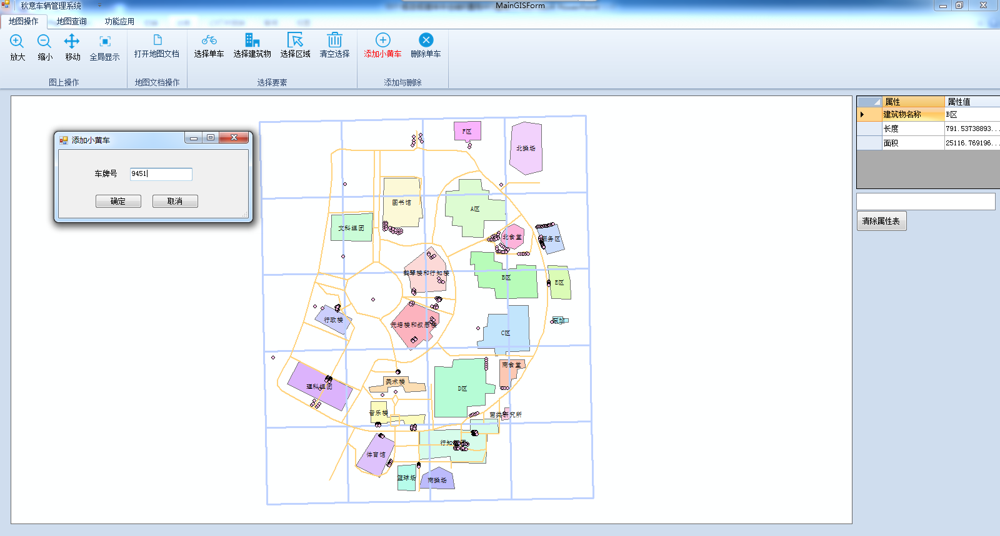 秋意车辆管理系统
MainGISForm
地图操作
地图查询
功能应用
放大
缩小
移动
全局显示
打开地图文档
选择单车
选择建筑物
选择区域
清空选择
添加小黄车
删除单车
图上操作
地图文档操作
选择要素
添加与删除
添加小黄车
车牌号
9451
确定
取消
属性
属性值
建筑物名称
B区
长度
791.53738893...
面积
25116.769196...
清除属性表
F区
北操场
图书馆
A区
文科组团
北食堂
服务区
鹤琴楼和行知楼
B区
E区
行政楼
元培楼和叔愚楼
C区
南食堂
美术楼
理科组团
D区
音乐楼
菌类研究所
行知
体育馆
篮球场
南操场